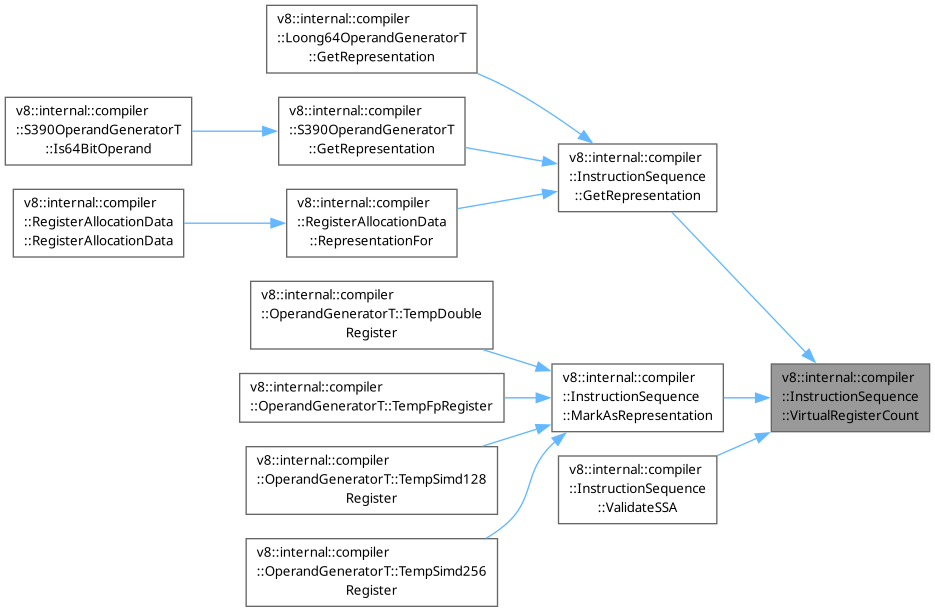 v8::internal::compiler
::Loong64OperandGeneratorT
::GetRepresentation
v8::internal::compiler
::S390OperandGeneratorT
::Is64BitOperand
v8::internal::compiler
::S390OperandGeneratorT
::GetRepresentation
v8::internal::compiler
::InstructionSequence
::GetRepresentation
v8::internal::compiler
::RegisterAllocationData
::RegisterAllocationData
v8::internal::compiler
::RegisterAllocationData
::RepresentationFor
v8::internal::compiler
::OperandGeneratorT::TempDouble
Register
v8::internal::compiler
::OperandGeneratorT::TempFpRegister
v8::internal::compiler
::InstructionSequence
::MarkAsRepresentation
v8::internal::compiler
::InstructionSequence
::VirtualRegisterCount
v8::internal::compiler
::OperandGeneratorT::TempSimd128
Register
v8::internal::compiler
::InstructionSequence
::ValidateSSA
v8::internal::compiler
::OperandGeneratorT::TempSimd256
Register